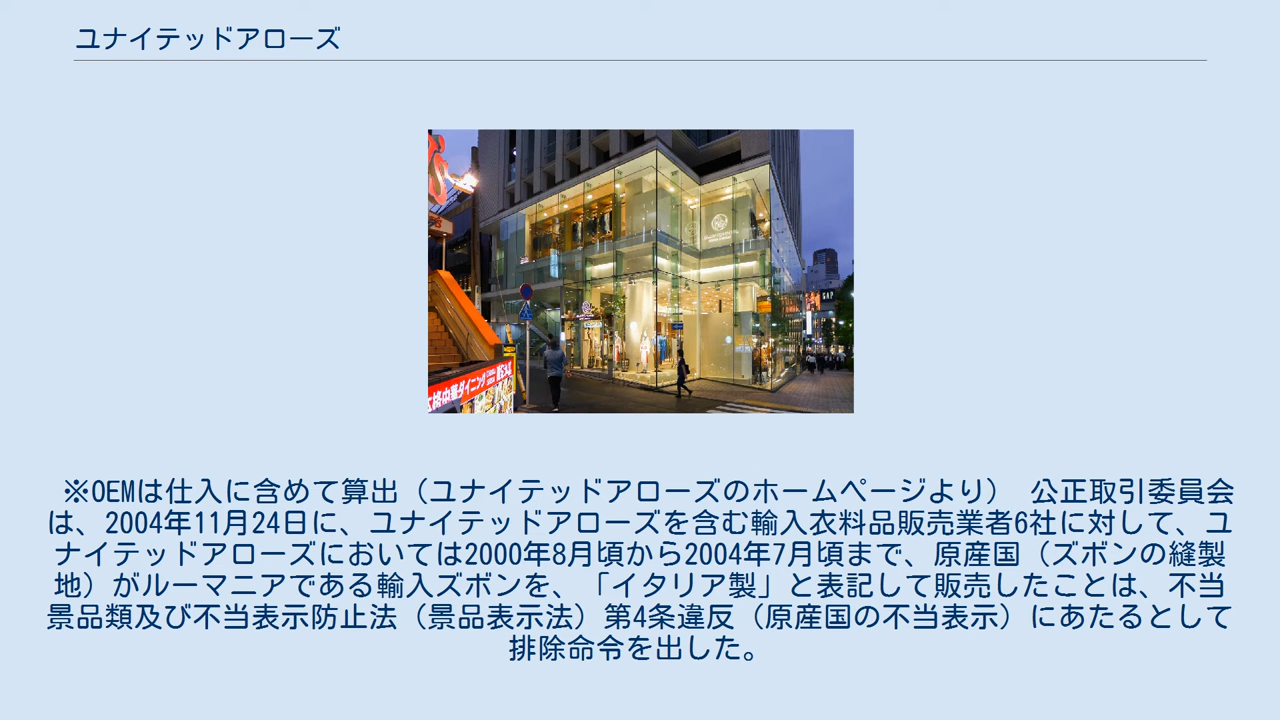 ユナイテッドアローズ
GAP
広格中華ダイニング
※OEMは仕入に含めて算出（ユナイテッドアローズのホームページより） 公正取引委員会
は、2004年11月24日に、ユナイテッドアローズを含む輸入衣料品販売業者6社に対して、ユ
ナイテッドアローズにおいては2000年8月頃から2004年7月頃まで、原産国（ズボンの縫製
地）がルーマニアである輸入ズボンを、「イタリア製」と表記して販売したことは、不当
景品類及び不当表示防止法（景品表示法）第4条違反（原産国の不当表示）にあたるとして
排除命令を出した。